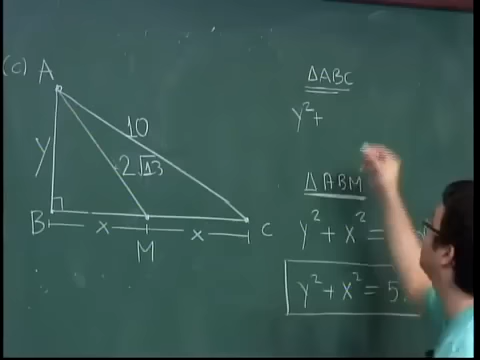 (c) A
10
y
2√13
B x M x C
ΔABC
y²+
ΔABM
y² + x² =
y² + x² = 5